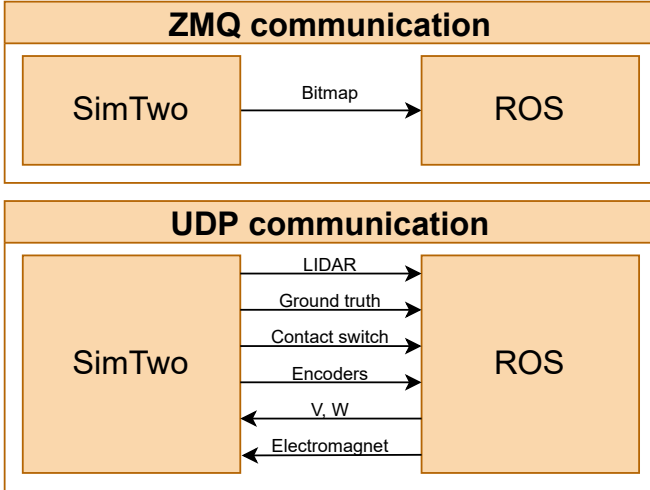 ZMQ communication
SimTwo
Bitmap
ROS
UDP communication
SimTwo
LIDAR
Ground truth
Contact switch
Encoders
V, W
Electromagnet
ROS